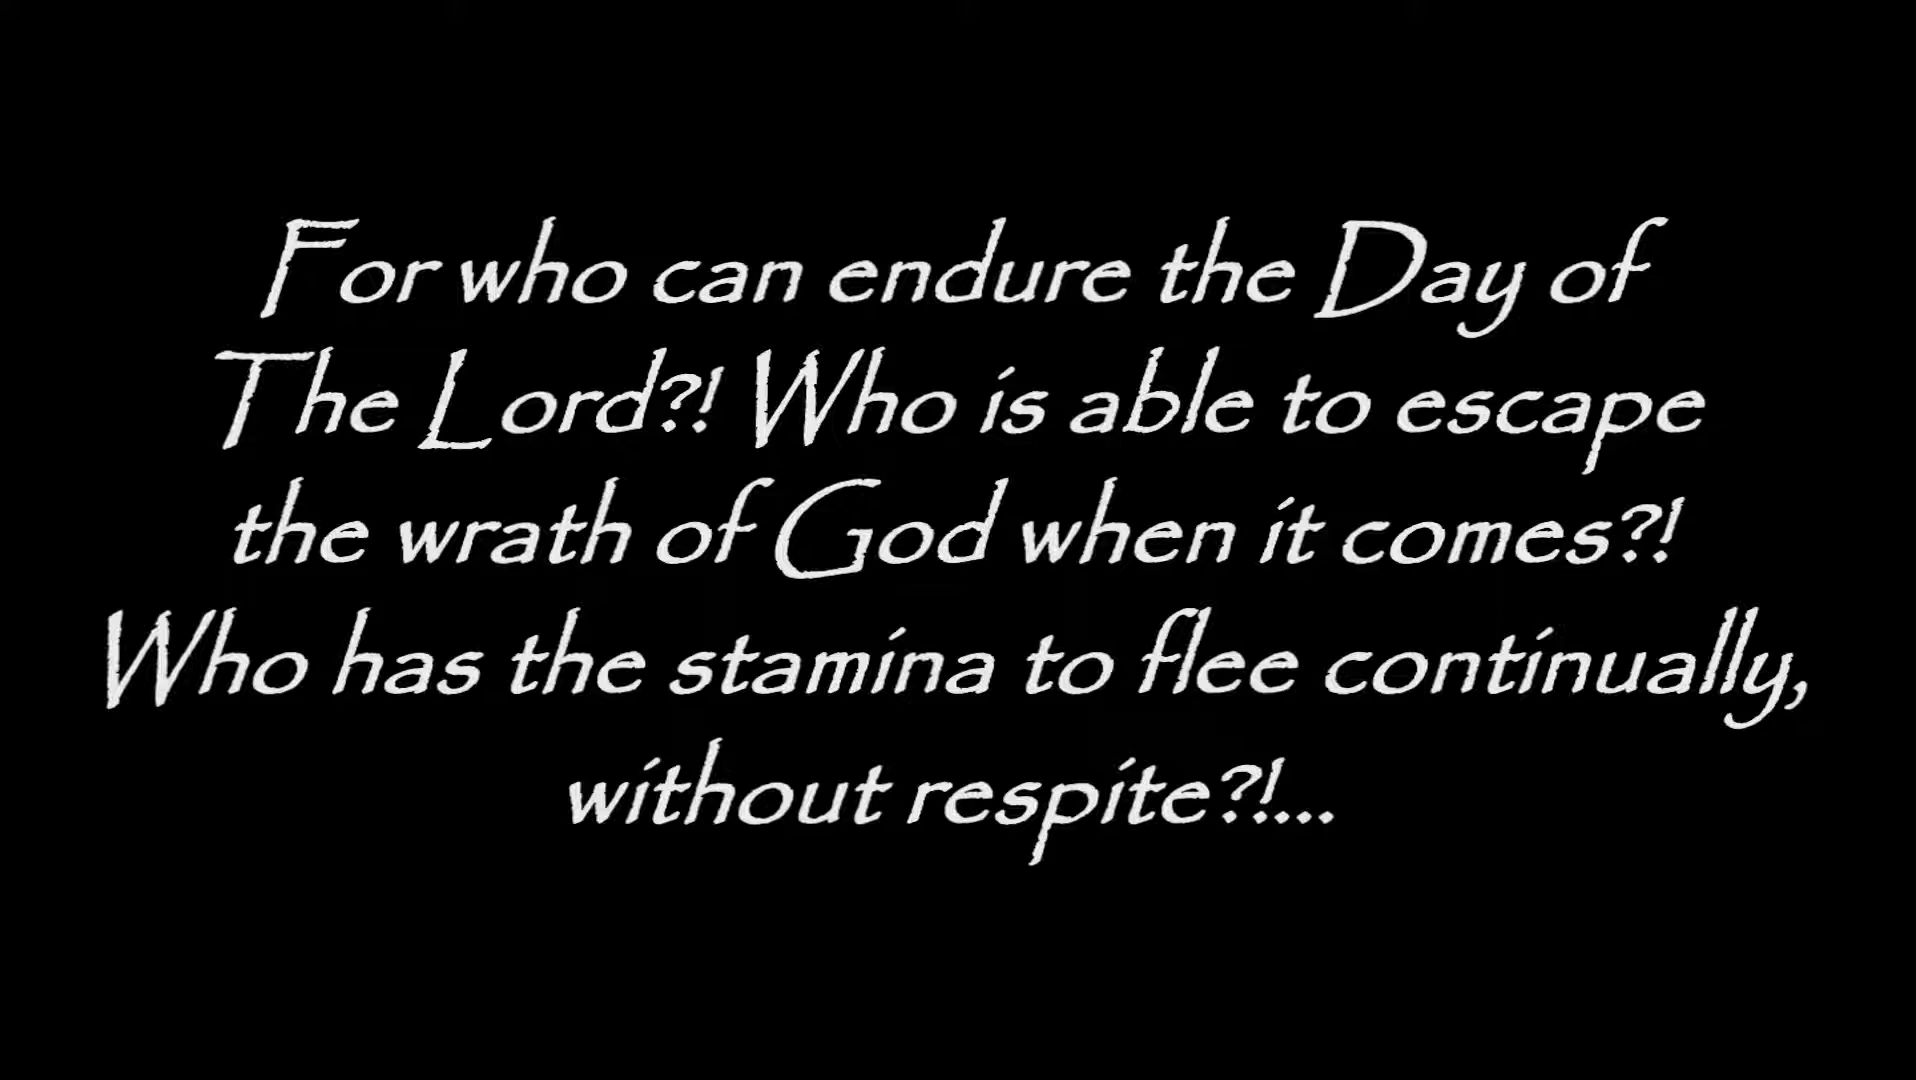 For who can endure the Day of
The Lord?! Who is able to escape
the wrath of God when it comes?!
Who has the stamina to flee continually,
without respite?!...